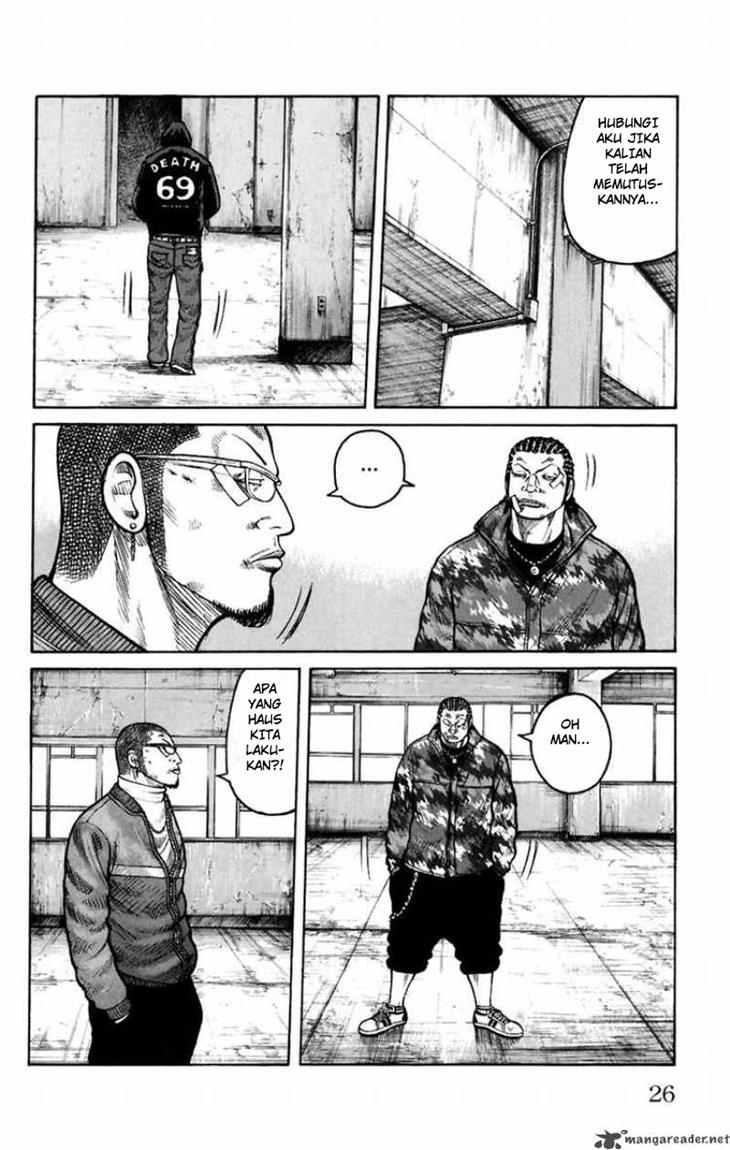 HUBUNGI
AKU JIKA
KALIAN
TELAH
MEMUTUS-
KANNYA...
DEATH
69
...
OH
MAN...
APA
YANG
HAUS
KITA
LAKU-
KAN?!
26
mangareader.net